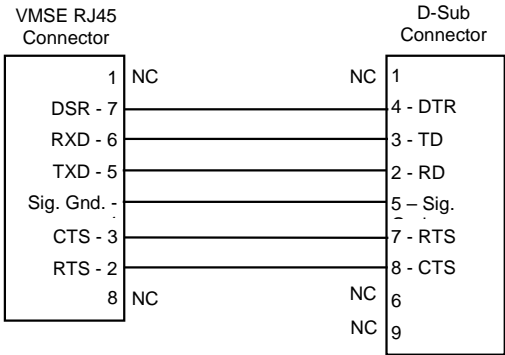 VMSE RJ45
Connector
D-Sub
Connector
1 NC
NC 1
DSR - 7
4 - DTR
RXD - 6
3 - TD
TXD - 5
2 - RD
Sig. Gnd. -
5 – Sig.
CTS - 3
7 - RTS
RTS - 2
8 - CTS
8 NC
NC 6
NC 9